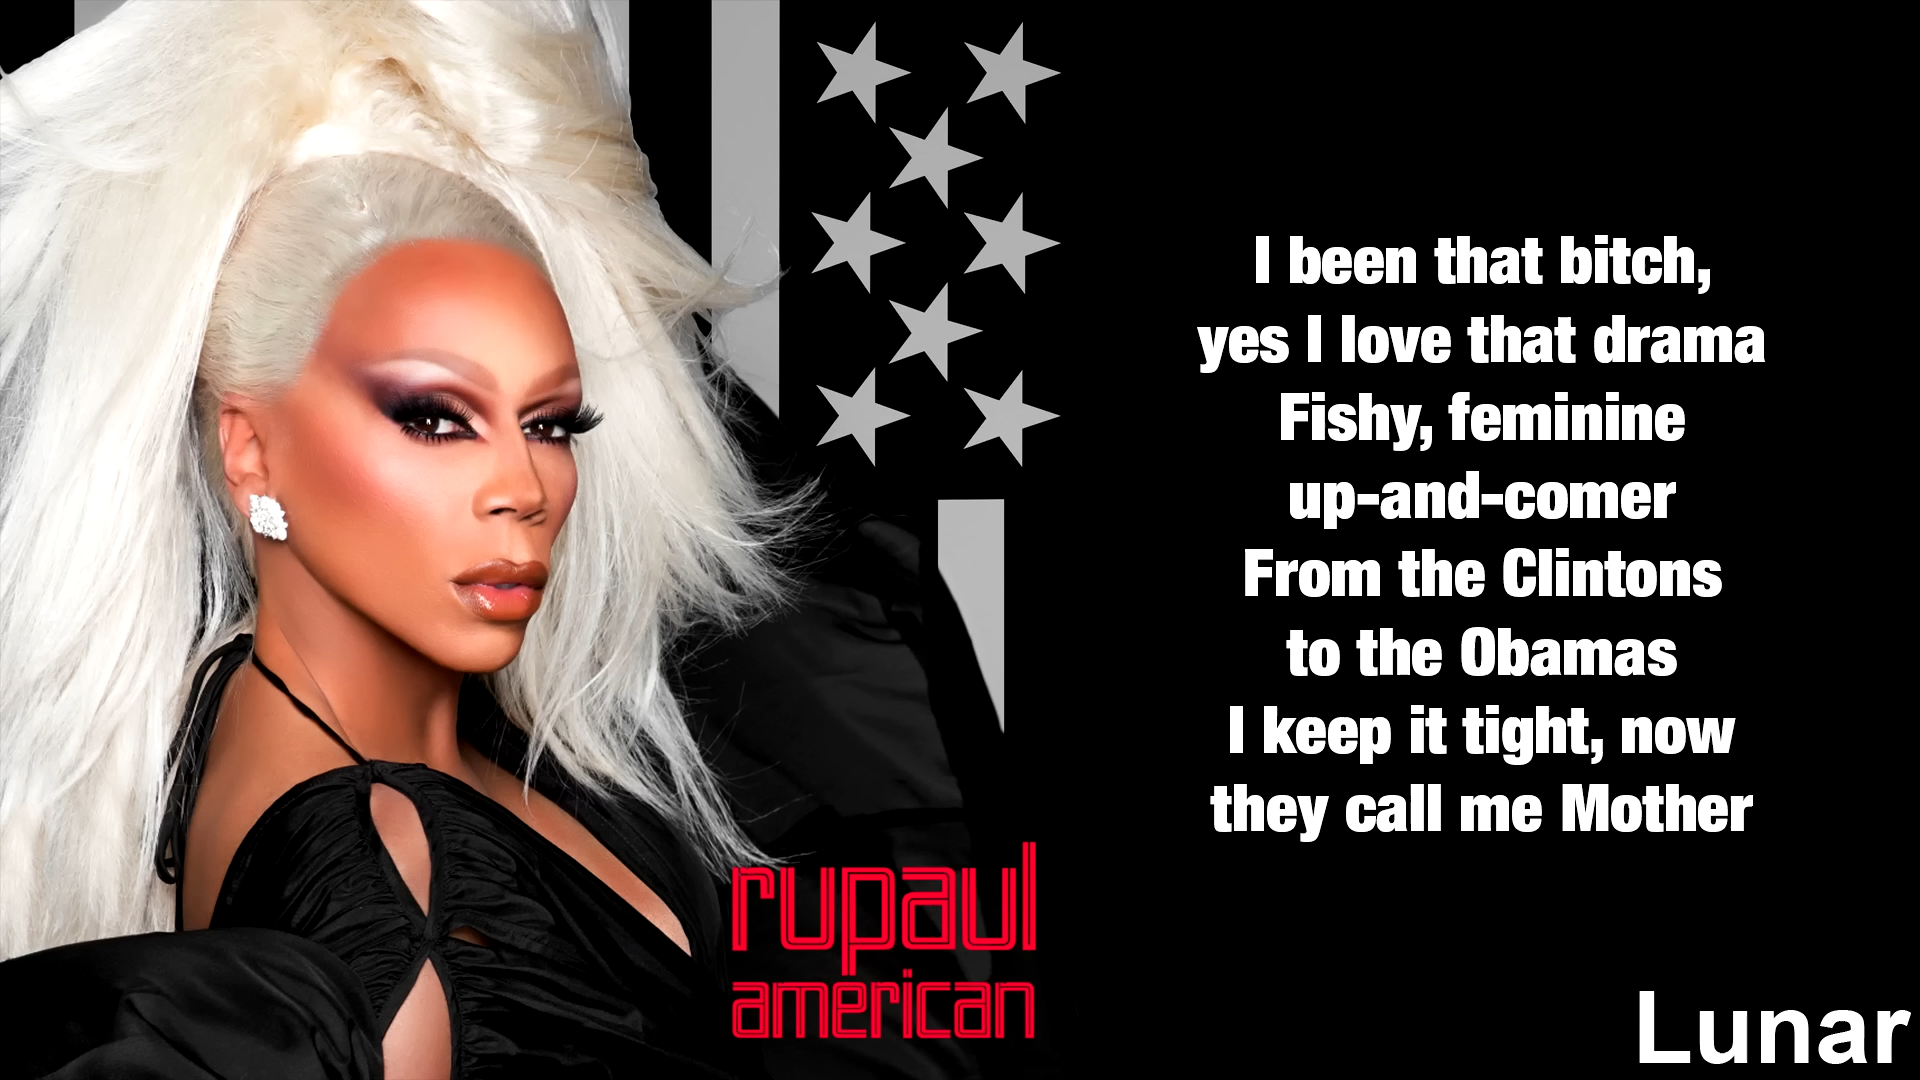 I been that bitch,
yes I love that drama
Fishy, feminine
up-and-comer
From the Clintons
to the Obamas
I keep it tight, now
they call me Mother
rupaul
american
Lunar